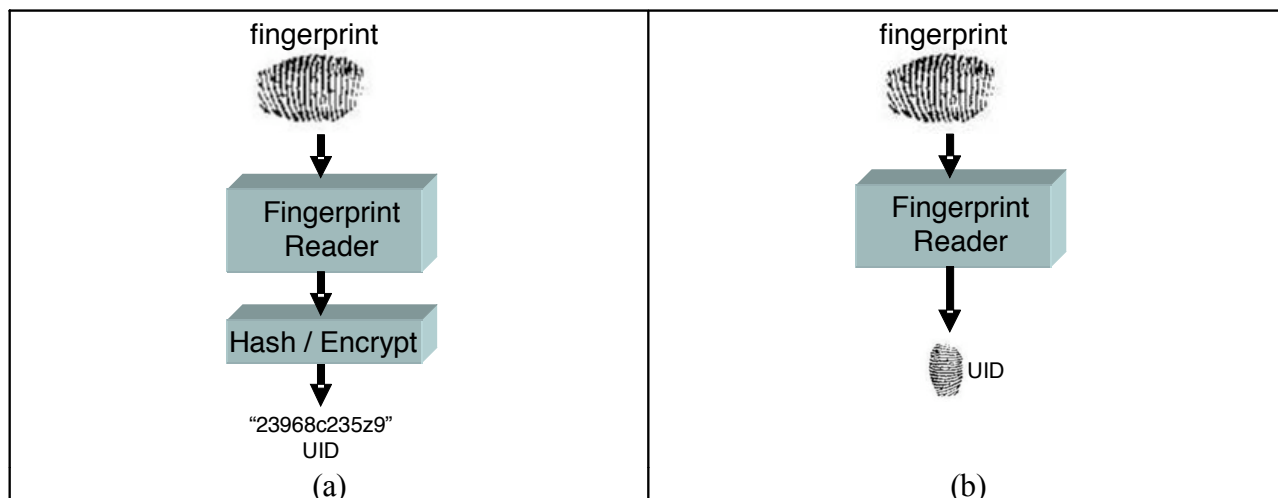 fingerprint
Fingerprint
Reader
Hash / Encrypt
“23968c235z9”
UID
(a)
fingerprint
Fingerprint
Reader
UID
(b)